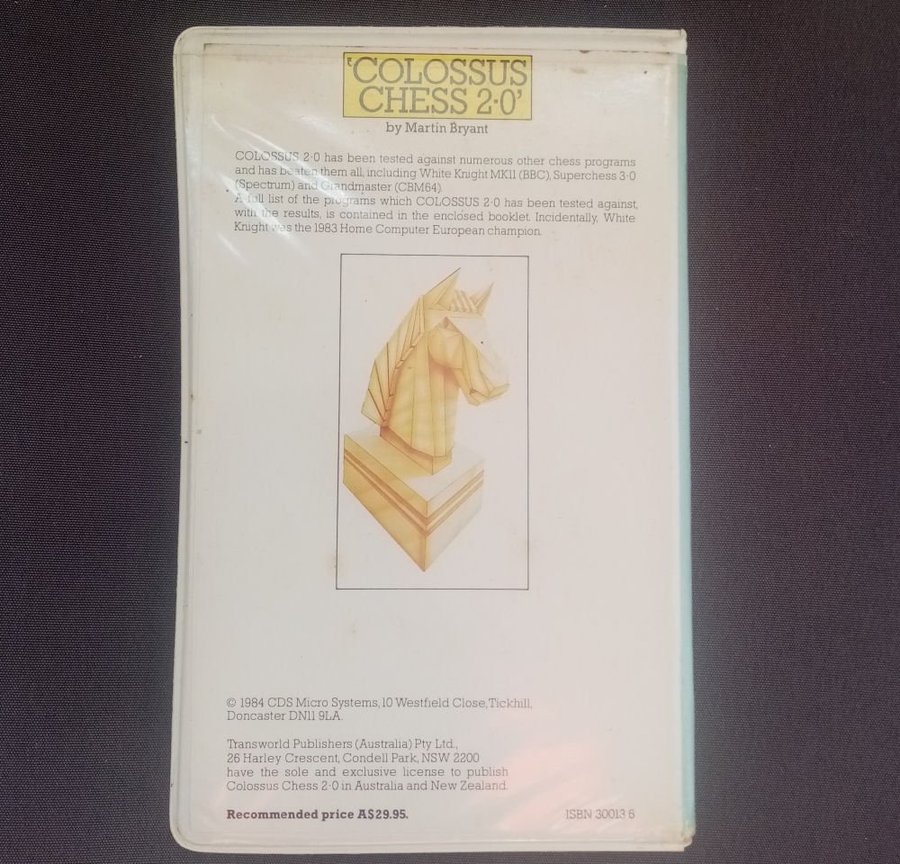 'COLOSSUS
CHESS 2·0'
by Martin Bryant
COLOSSUS 2·0 has been tested against numerous other chess programs
and has beaten them all, including White Knight MK11 (BBC), Superchess 3·0
(Spectrum) and Grandmaster (CBM64).
A full list of the programs which COLOSSUS 2·0 has been tested against,
with the results, is contained in the enclosed booklet. Incidentally, White
Knight was the 1983 Home Computer European champion.
© 1984 CDS Micro Systems, 10 Westfield Close, Tickhill,
Doncaster DN11 9LA.
Transworld Publishers (Australia) Pty Ltd.,
26 Harley Crescent, Condell Park, NSW 2200
have the sole and exclusive license to publish
Colossus Chess 2·0 in Australia and New Zealand.
Recommended price A$29.95.
ISBN 30013 8